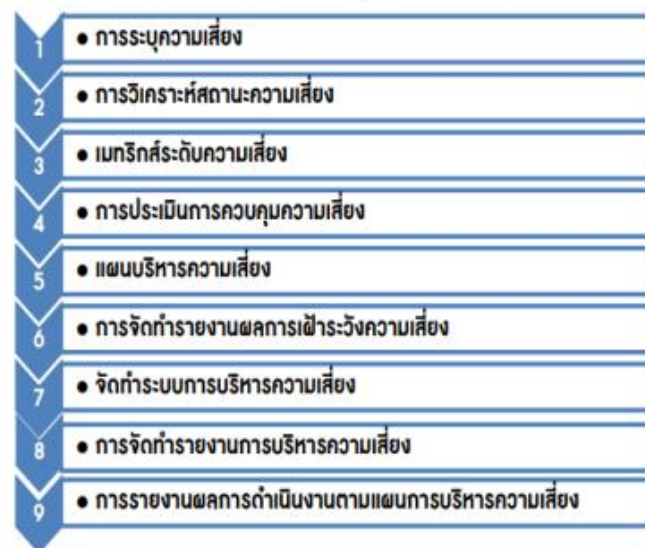 1 • การระบุความเสี่ยง
2 • การวิเคราะห์สถานะความเสี่ยง
3 • เมทริกส์ระดับความเสี่ยง
4 • การประเมินการควบคุมความเสี่ยง
5 • แผนบริหารความเสี่ยง
6 • การจัดทำรายงานผลการเฝ้าระวังความเสี่ยง
7 • จัดทำระบบการบริหารความเสี่ยง
8 • การจัดทำรายงานการบริหารความเสี่ยง
9 • การรายงานผลการดำเนินงานตามแผนการบริหารความเสี่ยง